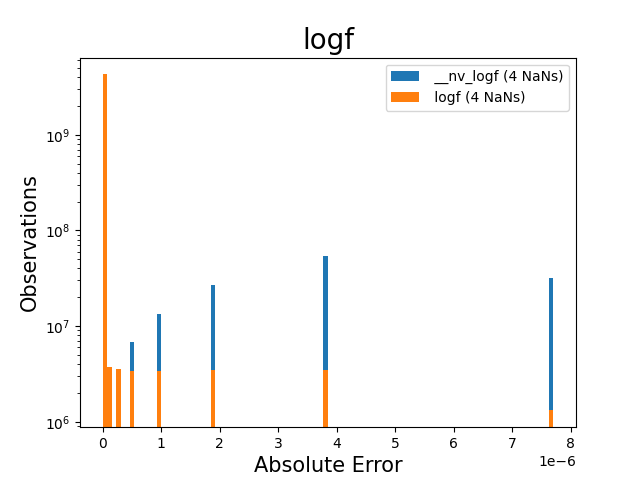 logf
__nv_logf (4 NaNs)
logf (4 NaNs)
Observations
10⁹
10⁸
10⁷
10⁶
0 1 2 3 4 5 6 7 8
1e−6
Absolute Error